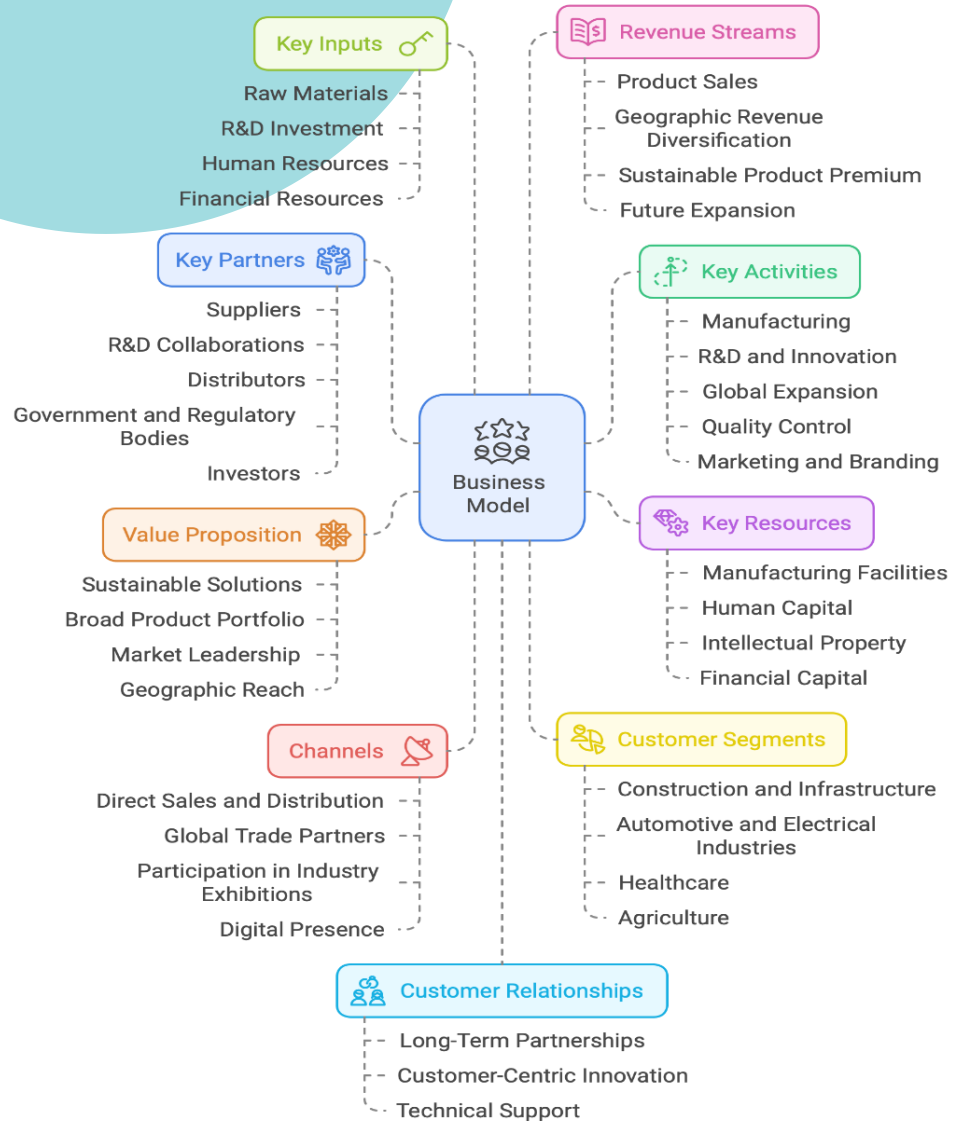 Key Inputs
Raw Materials
R&D Investment
Human Resources
Financial Resources
Revenue Streams
Product Sales
Geographic Revenue
Diversification
Sustainable Product Premium
Future Expansion
Key Partners
Suppliers
R&D Collaborations
Distributors
Government and Regulatory
Bodies
Investors
Key Activities
Manufacturing
R&D and Innovation
Global Expansion
Quality Control
Marketing and Branding
Business
Model
Value Proposition
Sustainable Solutions
Broad Product Portfolio
Market Leadership
Geographic Reach
Key Resources
Manufacturing Facilities
Human Capital
Intellectual Property
Financial Capital
Channels
Direct Sales and Distribution
Global Trade Partners
Participation in Industry
Exhibitions
Digital Presence
Customer Segments
Construction and Infrastructure
Automotive and Electrical
Industries
Healthcare
Agriculture
Customer Relationships
Long-Term Partnerships
Customer-Centric Innovation
Technical Support